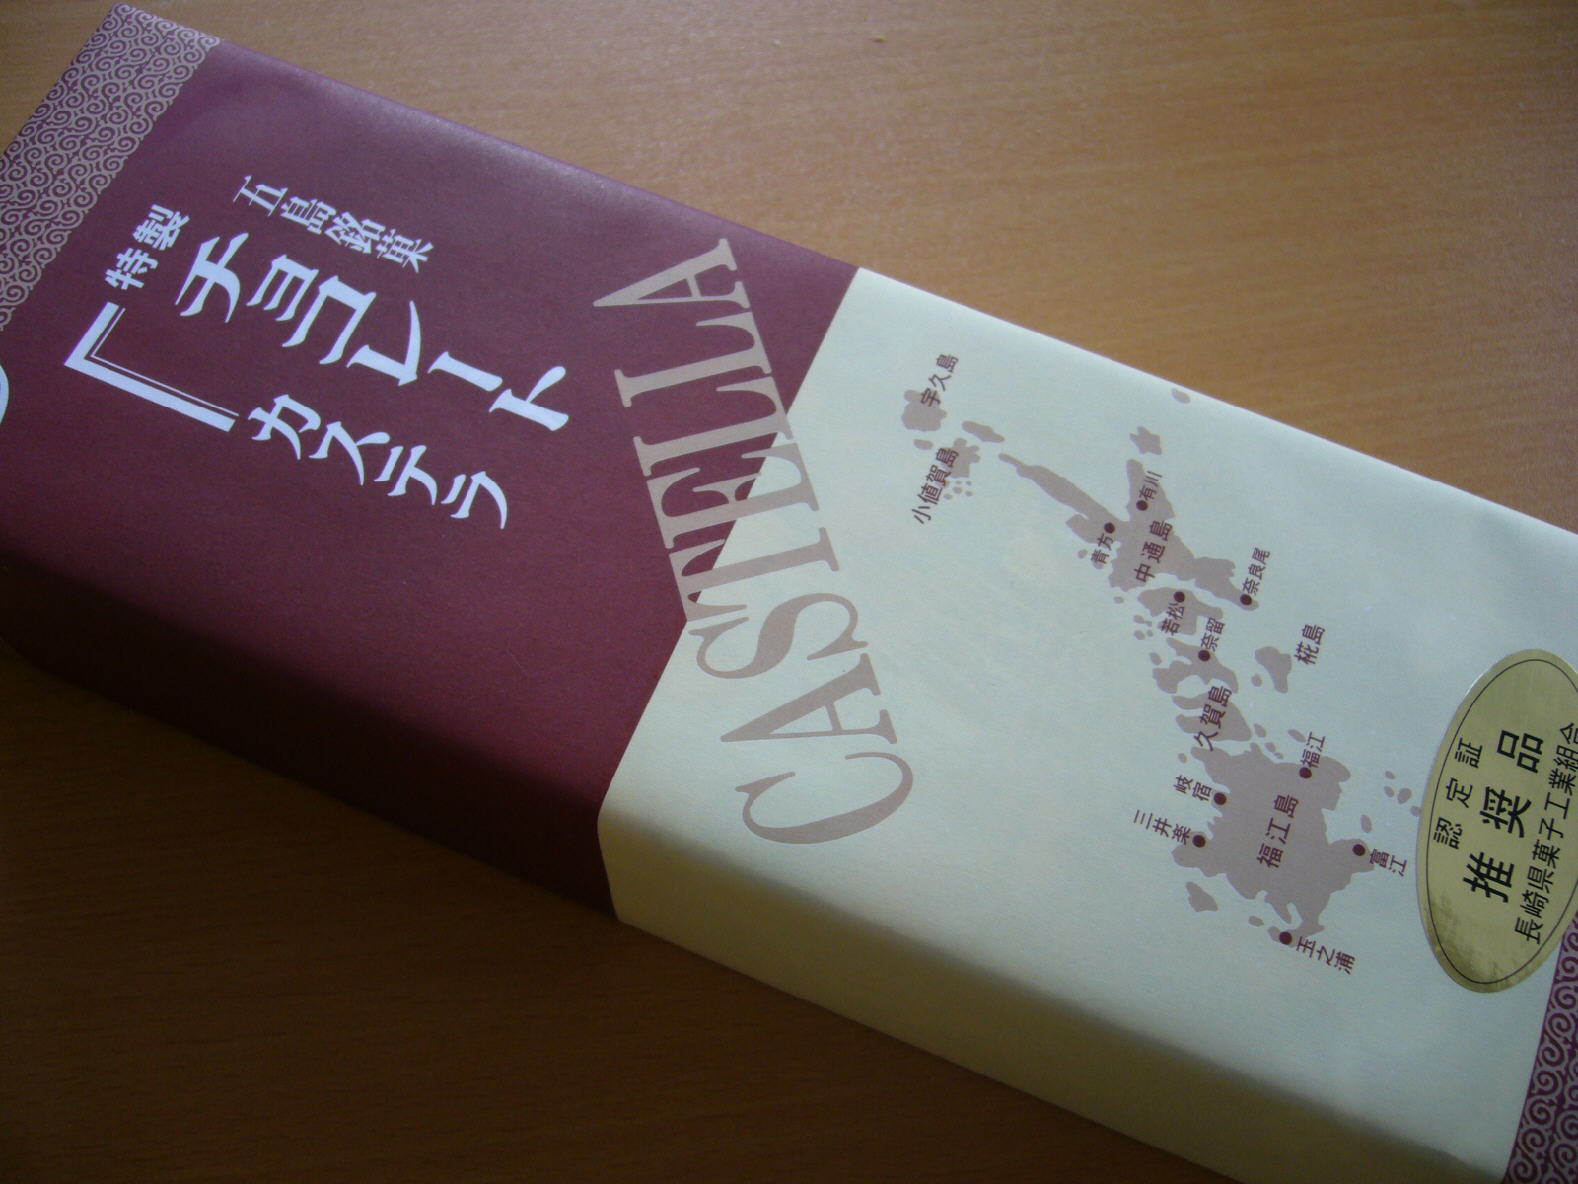 五島銘菓
特製
チョコレート
カステラ
CASTELLA
宇久島
小値賀島
有川
青方
中通島
奈良尾
若松
奈留
椛島
久賀島
福江
岐宿
三井楽
福江島
富江
玉之浦
認定証
推奨品
長崎県菓子工業組合